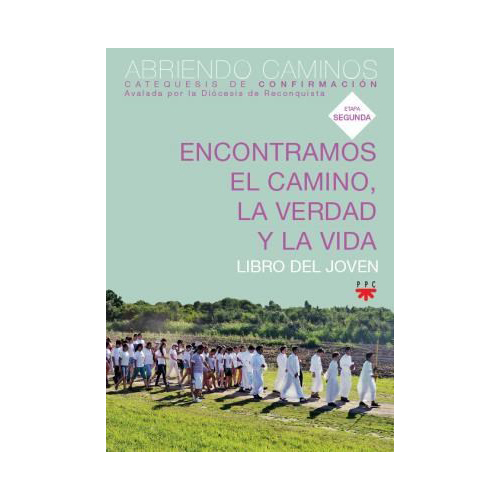 ABRIENDO CAMINOS
CATEQUESIS DE CONFIRMACIÓN
Avalada por la Diócesis de Reconquista
ETAPA
SEGUNDA
ENCONTRAMOS
EL CAMINO,
LA VERDAD
Y LA VIDA
LIBRO DEL JOVEN
PPC